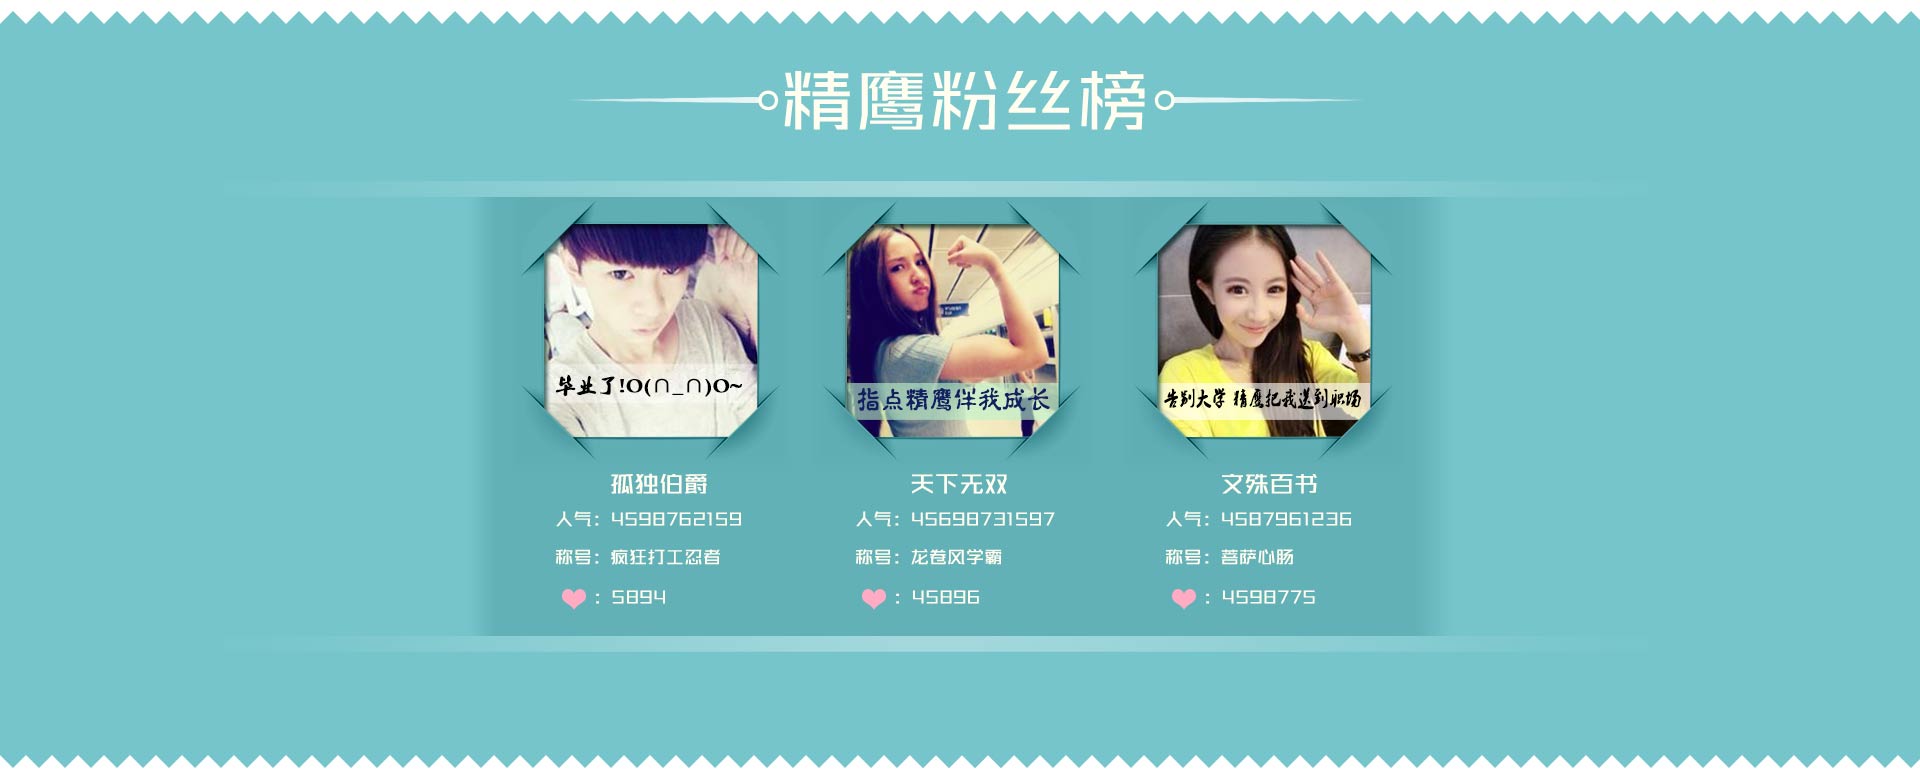 精鹰粉丝榜
毕业了!O(∩_∩)O~
指点精鹰伴我成长
告别大学 精鹰把我送到职场
孤独伯爵
人气：4598762159
称号：疯狂打工忍者
：5894
天下无双
人气：45698731597
称号：龙卷风学霸
：45896
文殊百书
人气：4587961236
称号：菩萨心肠
：4598775